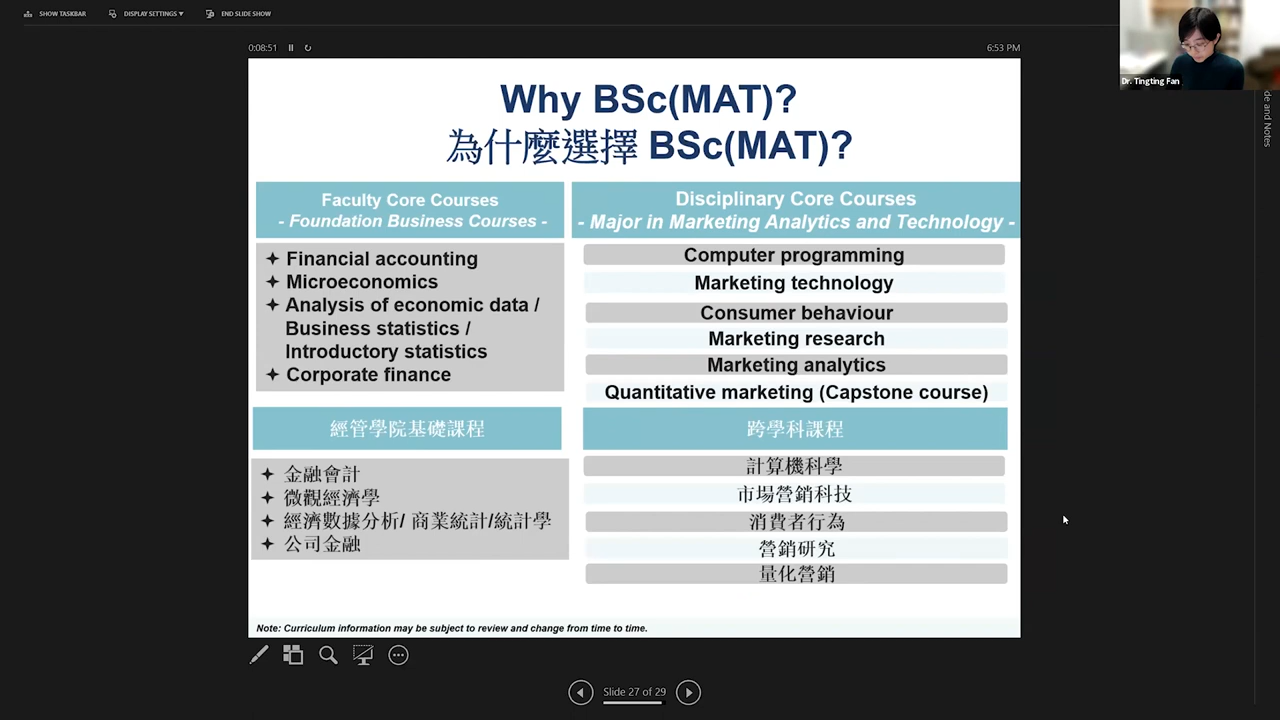 SHOW TASKBAR
DISPLAY SETTINGS ▾
END SLIDE SHOW
0:08:51
6:53 PM
Dr. Tingting Fan
de and Notes
Why BSc(MAT)?
為什麼選擇 BSc(MAT)?
Faculty Core Courses
- Foundation Business Courses -
Financial accounting
Microeconomics
Analysis of economic data /
Business statistics /
Introductory statistics
Corporate finance
Disciplinary Core Courses
- Major in Marketing Analytics and Technology -
Computer programming
Marketing technology
Consumer behaviour
Marketing research
Marketing analytics
Quantitative marketing (Capstone course)
經管學院基礎課程
金融會計
微觀經濟學
經濟數據分析/ 商業統計/統計學
公司金融
跨學科課程
計算機科學
市場營銷科技
消費者行為
營銷研究
量化營銷
Note: Curriculum information may be subject to review and change from time to time.
Slide 27 of 29